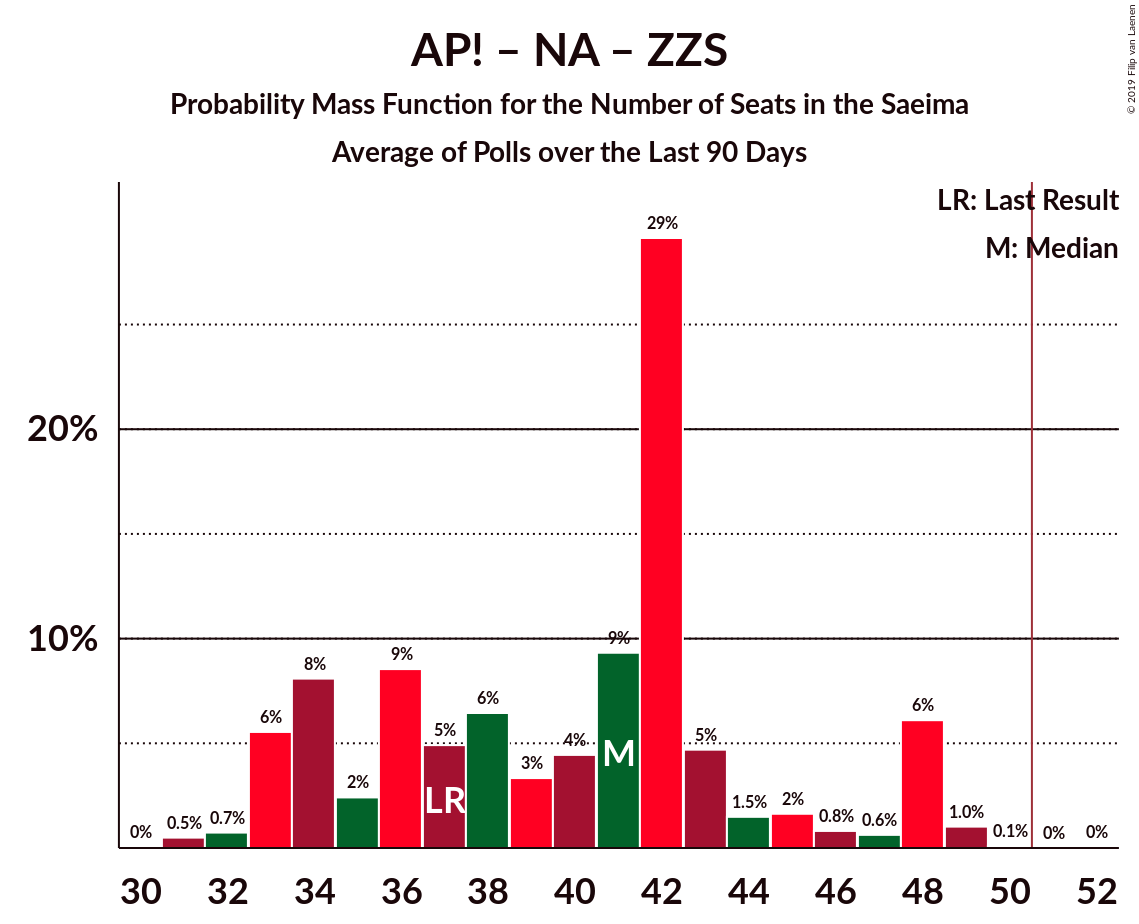 AP! – NA – ZZS
Probability Mass Function for the Number of Seats in the Saeima
Average of Polls over the Last 90 Days
© 2019 Filip van Laenen
LR: Last Result
M: Median
20%
10%
0% 0.5% 0.7% 6% 8% 2% 9% 5% 6% 3% 4% 9% 29% 5% 1.5% 2% 0.8% 0.6% 6% 1.0% 0.1% 0% 0%
LR M
30 32 34 36 38 40 42 44 46 48 50 52